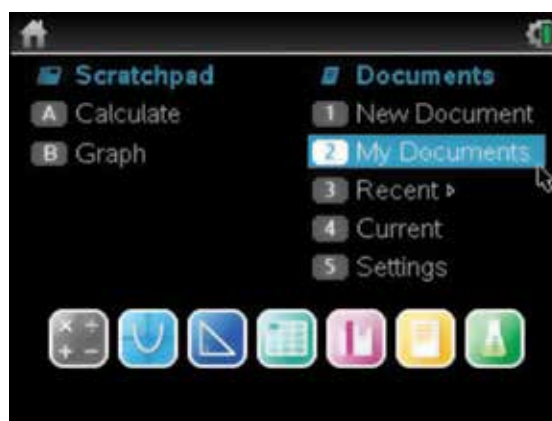 Scratchpad
A Calculate
B Graph
Documents
1 New Document
2 My Documents
3 Recent ▸
4 Current
5 Settings